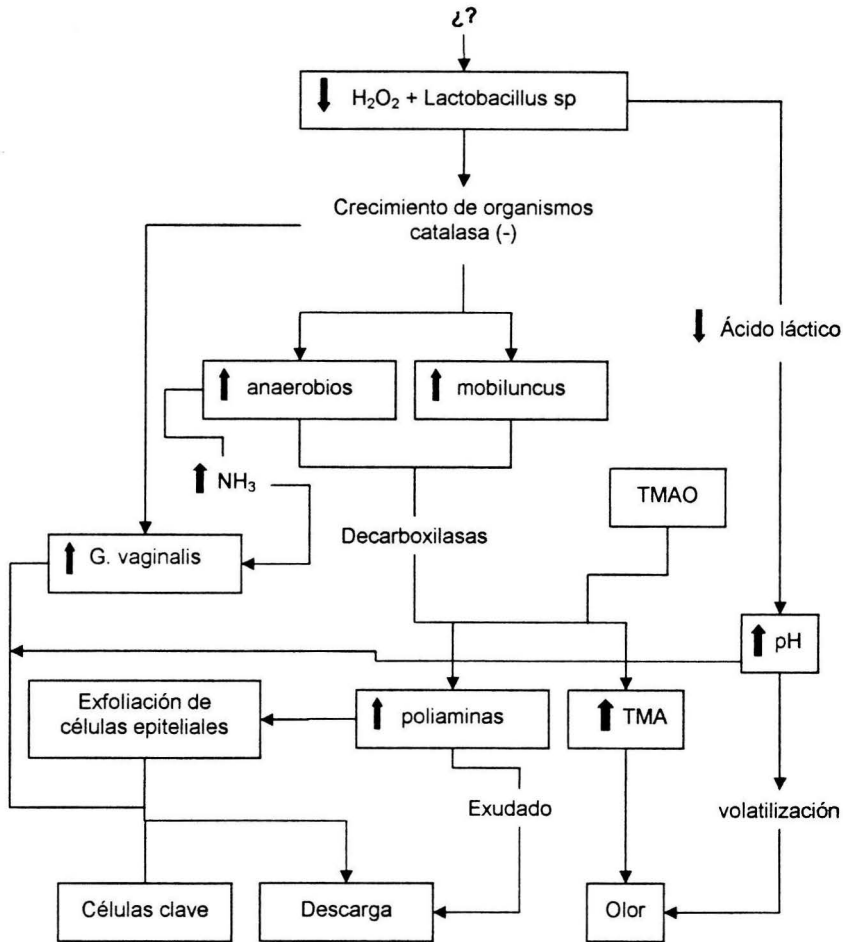 ¿?
H₂O₂ + Lactobacillus sp
Crecimiento de organismos
catalasa (-)
Ácido láctico
anaerobios
mobiluncus
NH₃
TMAO
Decarboxilasas
G. vaginalis
pH
Exfoliación de
células epiteliales
poliaminas
TMA
Exudado
volatilización
Células clave
Descarga
Olor